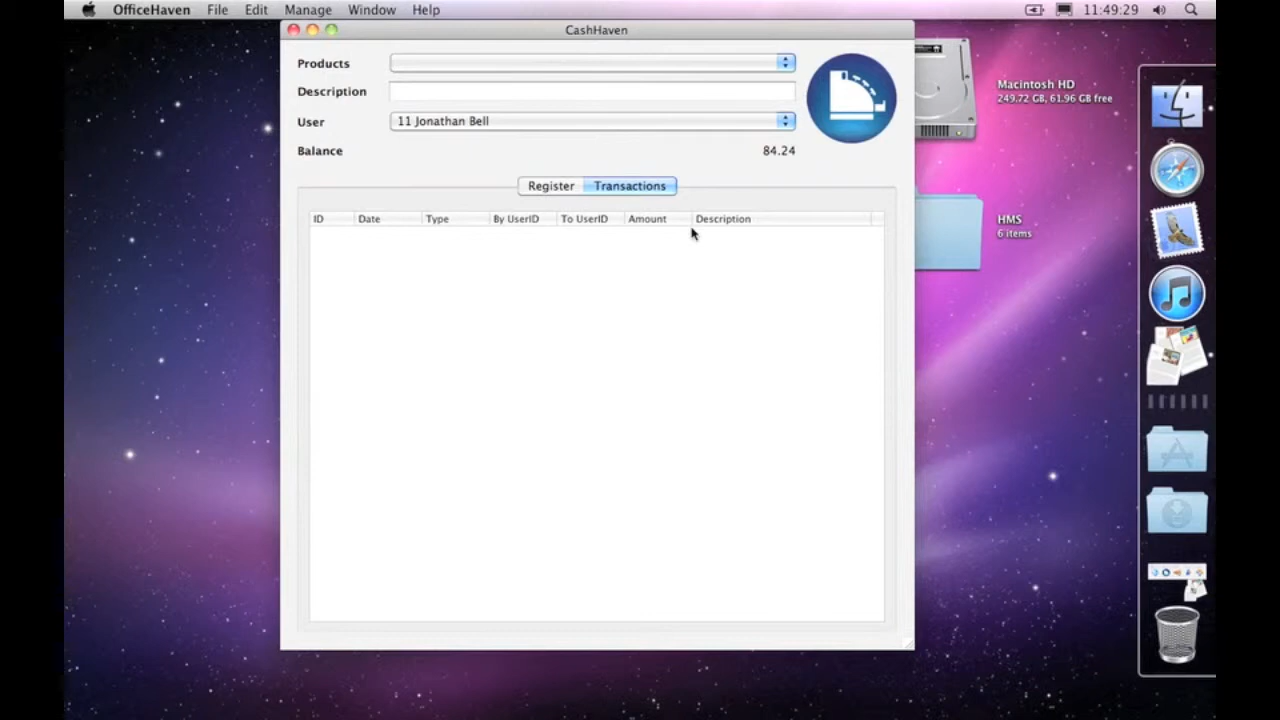 OfficeHaven File Edit Manage Window Help 11:49:29
CashHaven
Products
Description
User 11 Jonathan Bell
Balance 84.24
Register Transactions
ID Date Type By UserID To UserID Amount Description
Macintosh HD
249.72 GB, 61.96 GB free
HMS
6 items